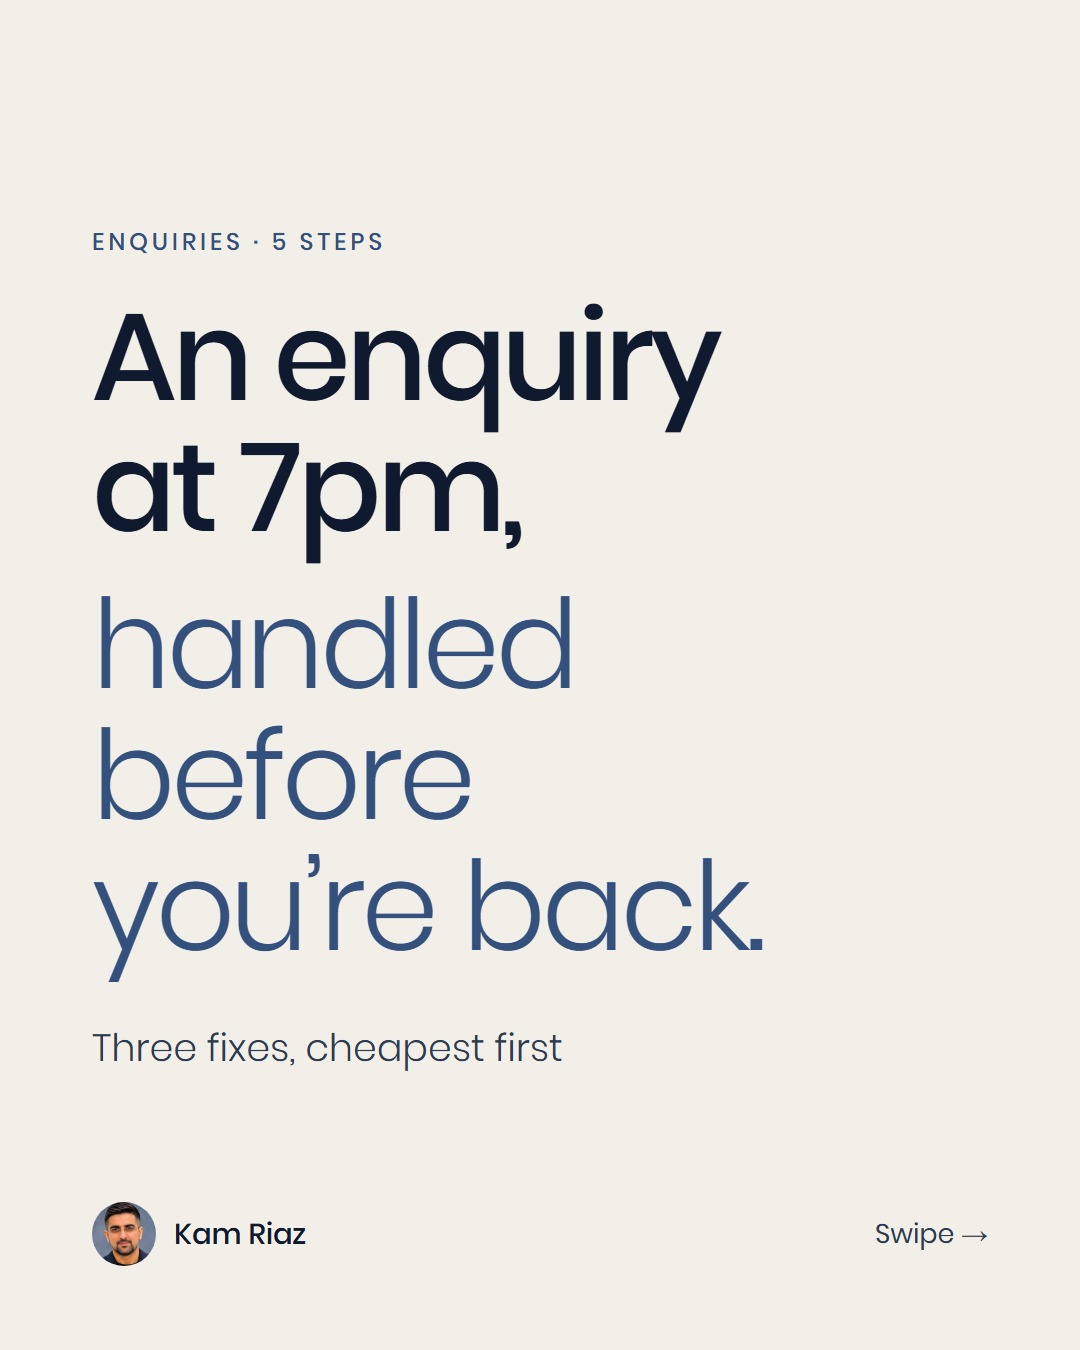 ENQUIRIES · 5 STEPS
An enquiry
at 7pm,
handled
before
you’re back.
Three fixes, cheapest first
Kam Riaz
Swipe →